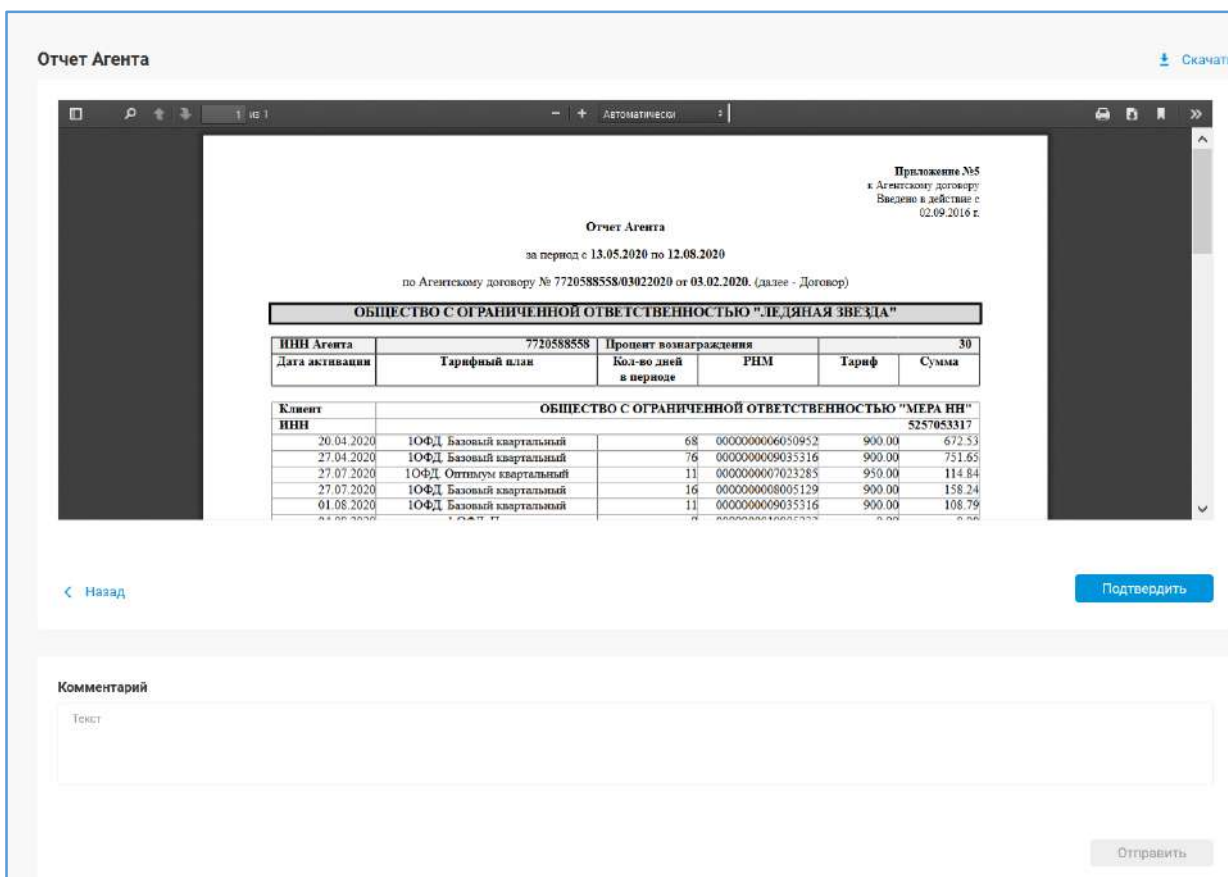 Отчет Агента
Скачать
1 из 1
Автоматически
Приложение №5
к Агентскому договору
Введено в действие с
02.09.2016 г.
Отчет Агента
за период с 13.05.2020 по 12.08.2020
по Агентскому договору № 7720588558/03022020 от 03.02.2020. (далее - Договор)
ОБЩЕСТВО С ОГРАНИЧЕННОЙ ОТВЕТСТВЕННОСТЬЮ "ЛЕДЯНАЯ ЗВЕЗДА"
ИНН Агента 7720588558 Процент вознаграждения 30
Дата активации Тарифный план Кол-во дней в периоде РНМ Тариф Сумма
Клиент ОБЩЕСТВО С ОГРАНИЧЕННОЙ ОТВЕТСТВЕННОСТЬЮ "МЕРА НН"
ИНН 5257053317
20.04.2020 1ОФД. Базовый квартальный 68 0000000006050952 900.00 672.53
27.04.2020 1ОФД. Базовый квартальный 76 0000000009035316 900.00 751.65
27.07.2020 1ОФД. Оптимум квартальный 11 0000000007023285 950.00 114.84
27.07.2020 1ОФД. Базовый квартальный 16 0000000008005129 900.00 158.24
01.08.2020 1ОФД. Базовый квартальный 11 0000000009035316 900.00 108.79
Назад
Подтвердить
Комментарий
Текст
Отправить